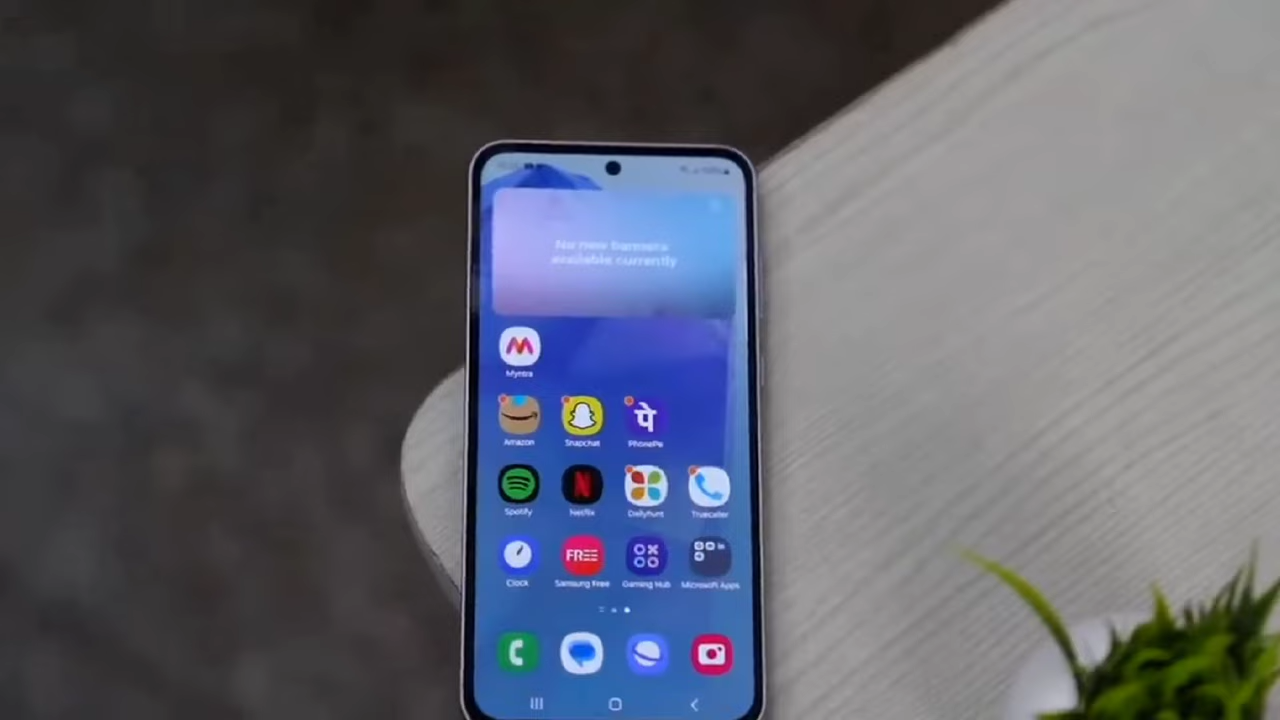 No new banners
available currently
Myntra
Amazon
Snapchat
पे
PhonePe
Spotify
N
Netflix
Dailyhunt
Truecaller
FREE
in
Clock
Samsung Free
Gaming Hub
Microsoft Apps